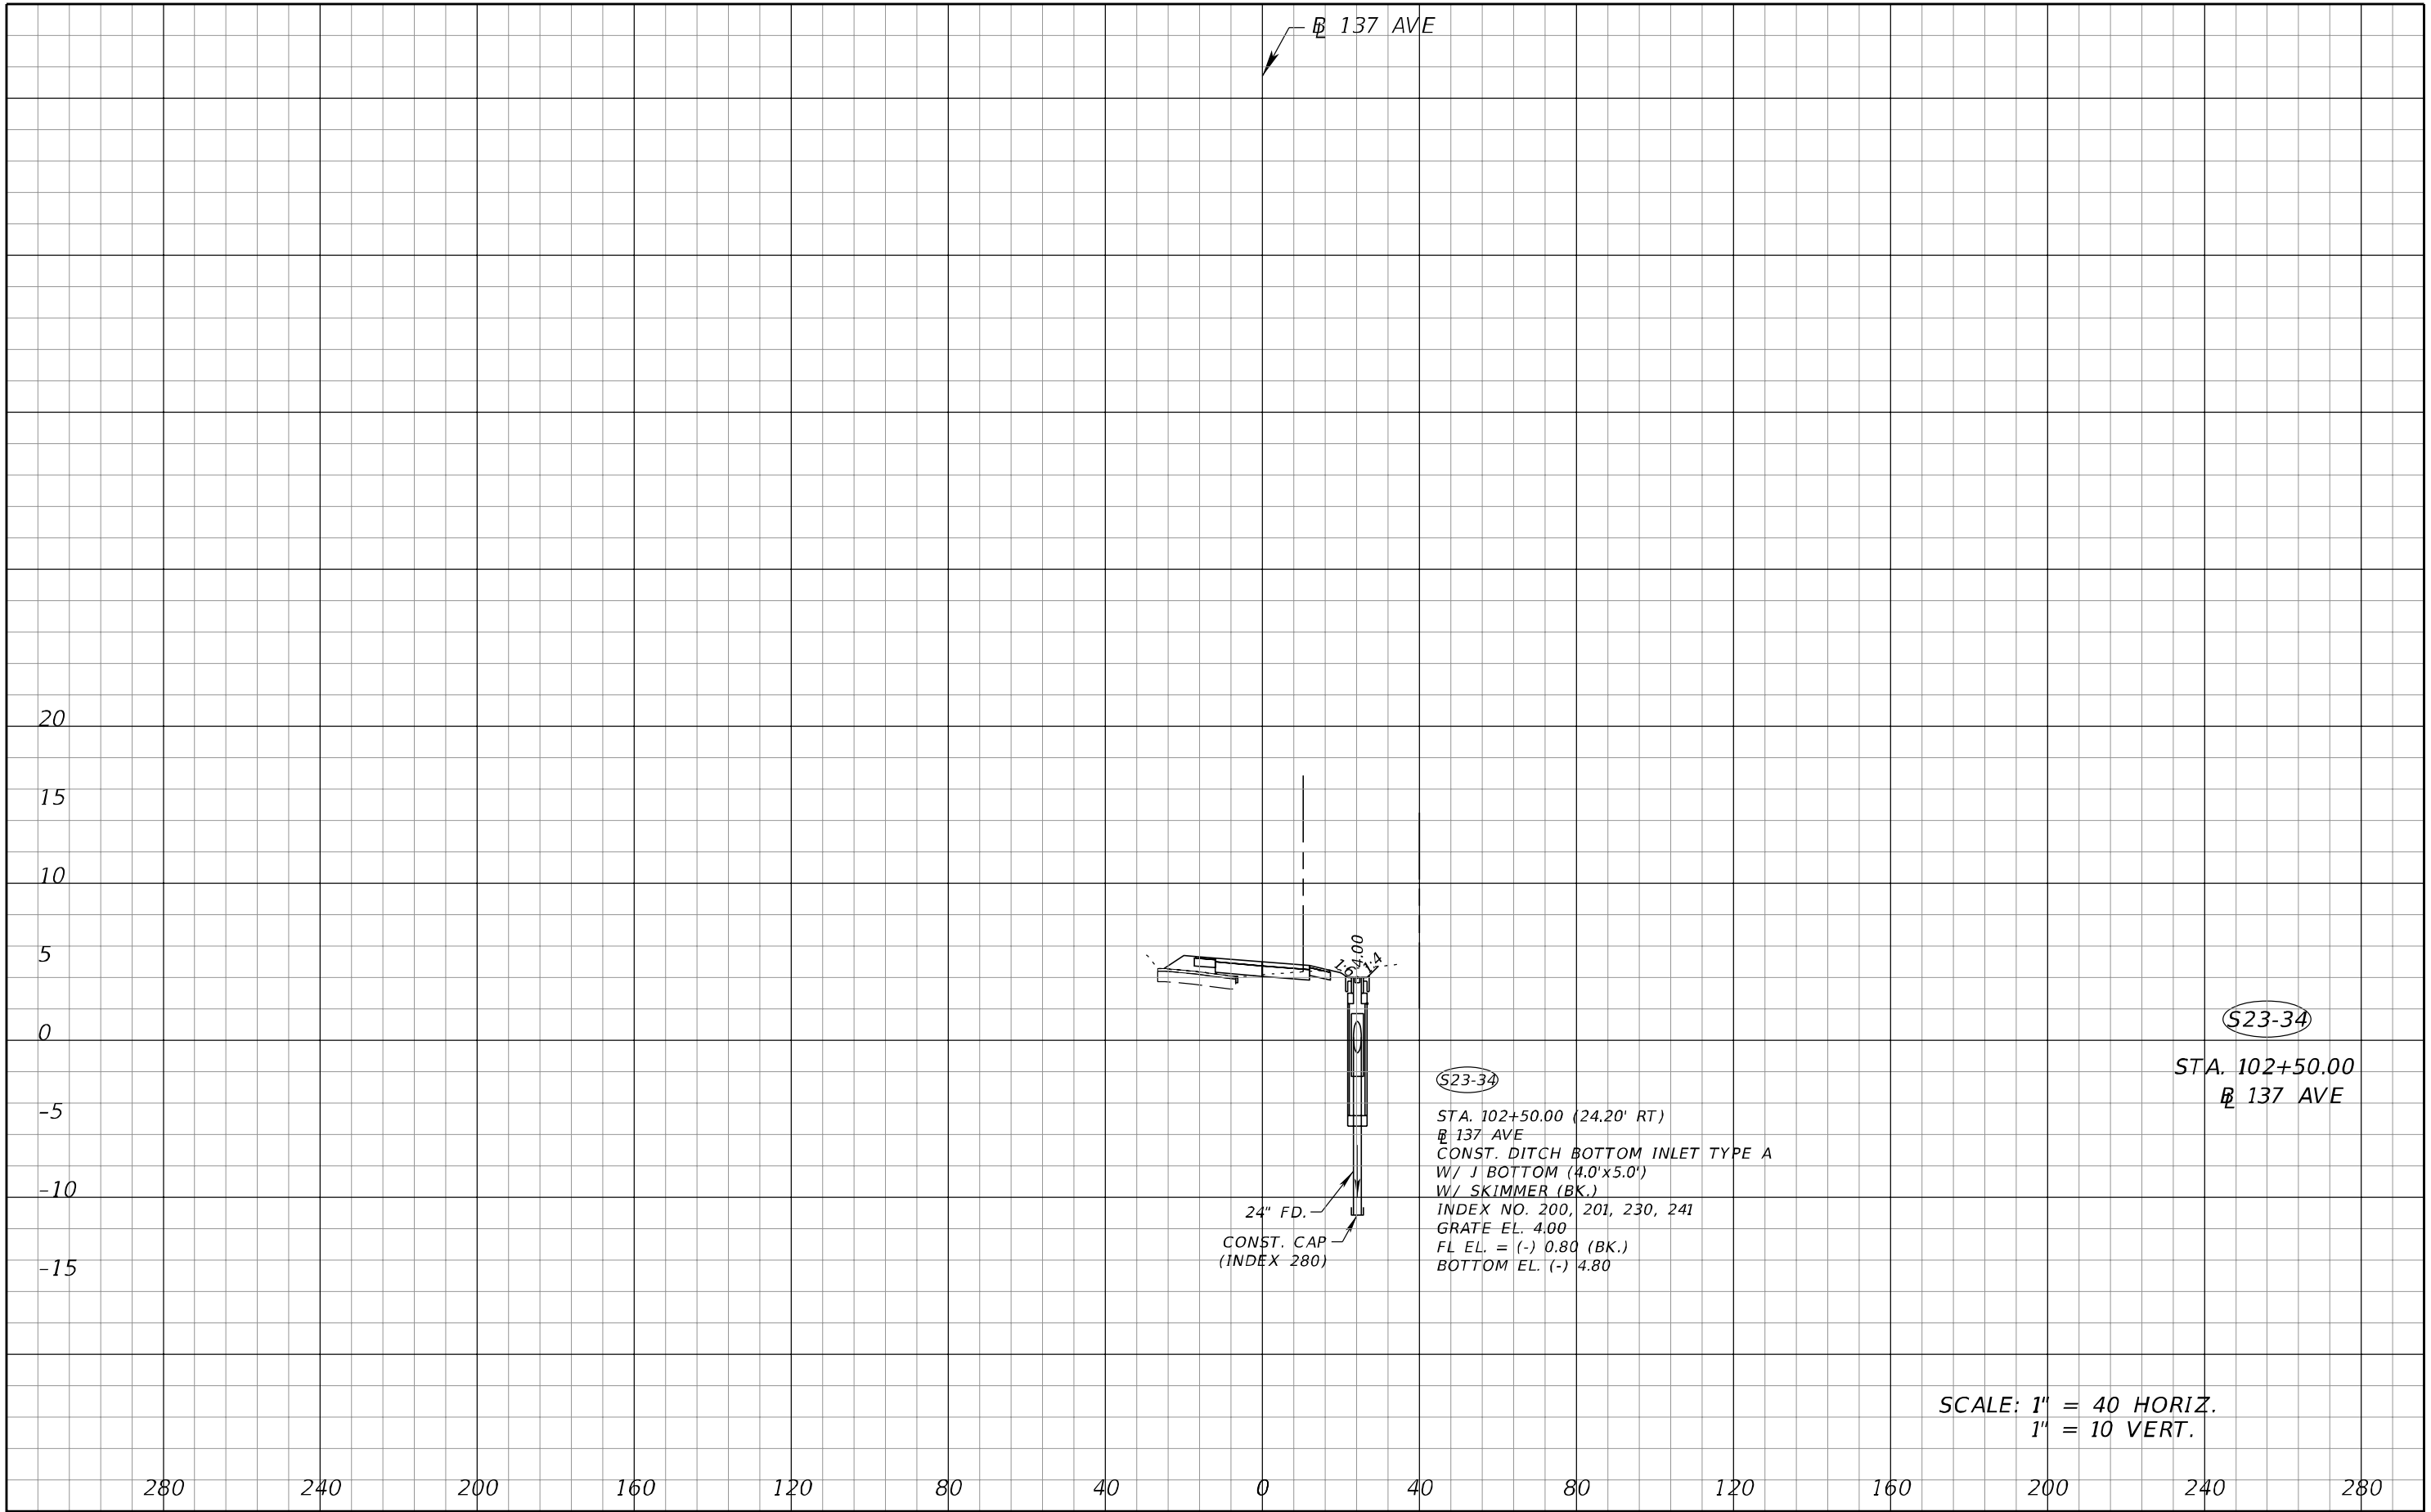 ℄ 137 AVE
20
15
10
5
0
-5
-10
-15
1:6
4.00
1:4
S23-34
STA. 102+50.00 (24.20' RT)
℄ 137 AVE
CONST. DITCH BOTTOM INLET TYPE A
W/ J BOTTOM (4.0'x5.0')
W/ SKIMMER (BK.)
INDEX NO. 200, 201, 230, 241
GRATE EL. 4.00
FL EL. = (-) 0.80 (BK.)
BOTTOM EL. (-) 4.80
24" FD.
CONST. CAP
(INDEX 280)
S23-34
STA. 102+50.00
℄ 137 AVE
SCALE: 1" = 40 HORIZ.
1" = 10 VERT.
280 240 200 160 120 80 40 0 40 80 120 160 200 240 280